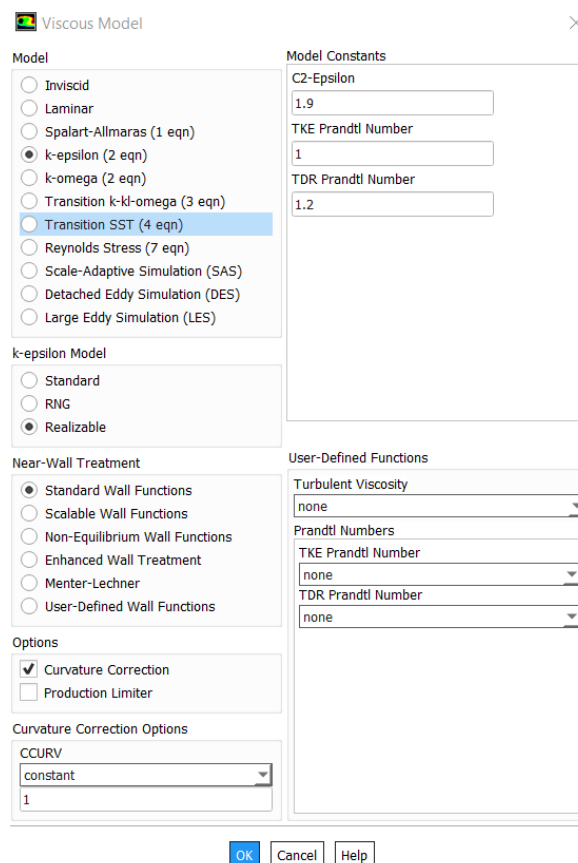 Viscous Model
Model
Inviscid
Laminar
Spalart-Allmaras (1 eqn)
k-epsilon (2 eqn)
k-omega (2 eqn)
Transition k-kl-omega (3 eqn)
Transition SST (4 eqn)
Reynolds Stress (7 eqn)
Scale-Adaptive Simulation (SAS)
Detached Eddy Simulation (DES)
Large Eddy Simulation (LES)
k-epsilon Model
Standard
RNG
Realizable
Near-Wall Treatment
Standard Wall Functions
Scalable Wall Functions
Non-Equilibrium Wall Functions
Enhanced Wall Treatment
Menter-Lechner
User-Defined Wall Functions
Options
Curvature Correction
Production Limiter
Curvature Correction Options
CCURV
constant
1
Model Constants
C2-Epsilon
1.9
TKE Prandtl Number
1
TDR Prandtl Number
1.2
User-Defined Functions
Turbulent Viscosity
none
Prandtl Numbers
TKE Prandtl Number
none
TDR Prandtl Number
none
OK
Cancel
Help